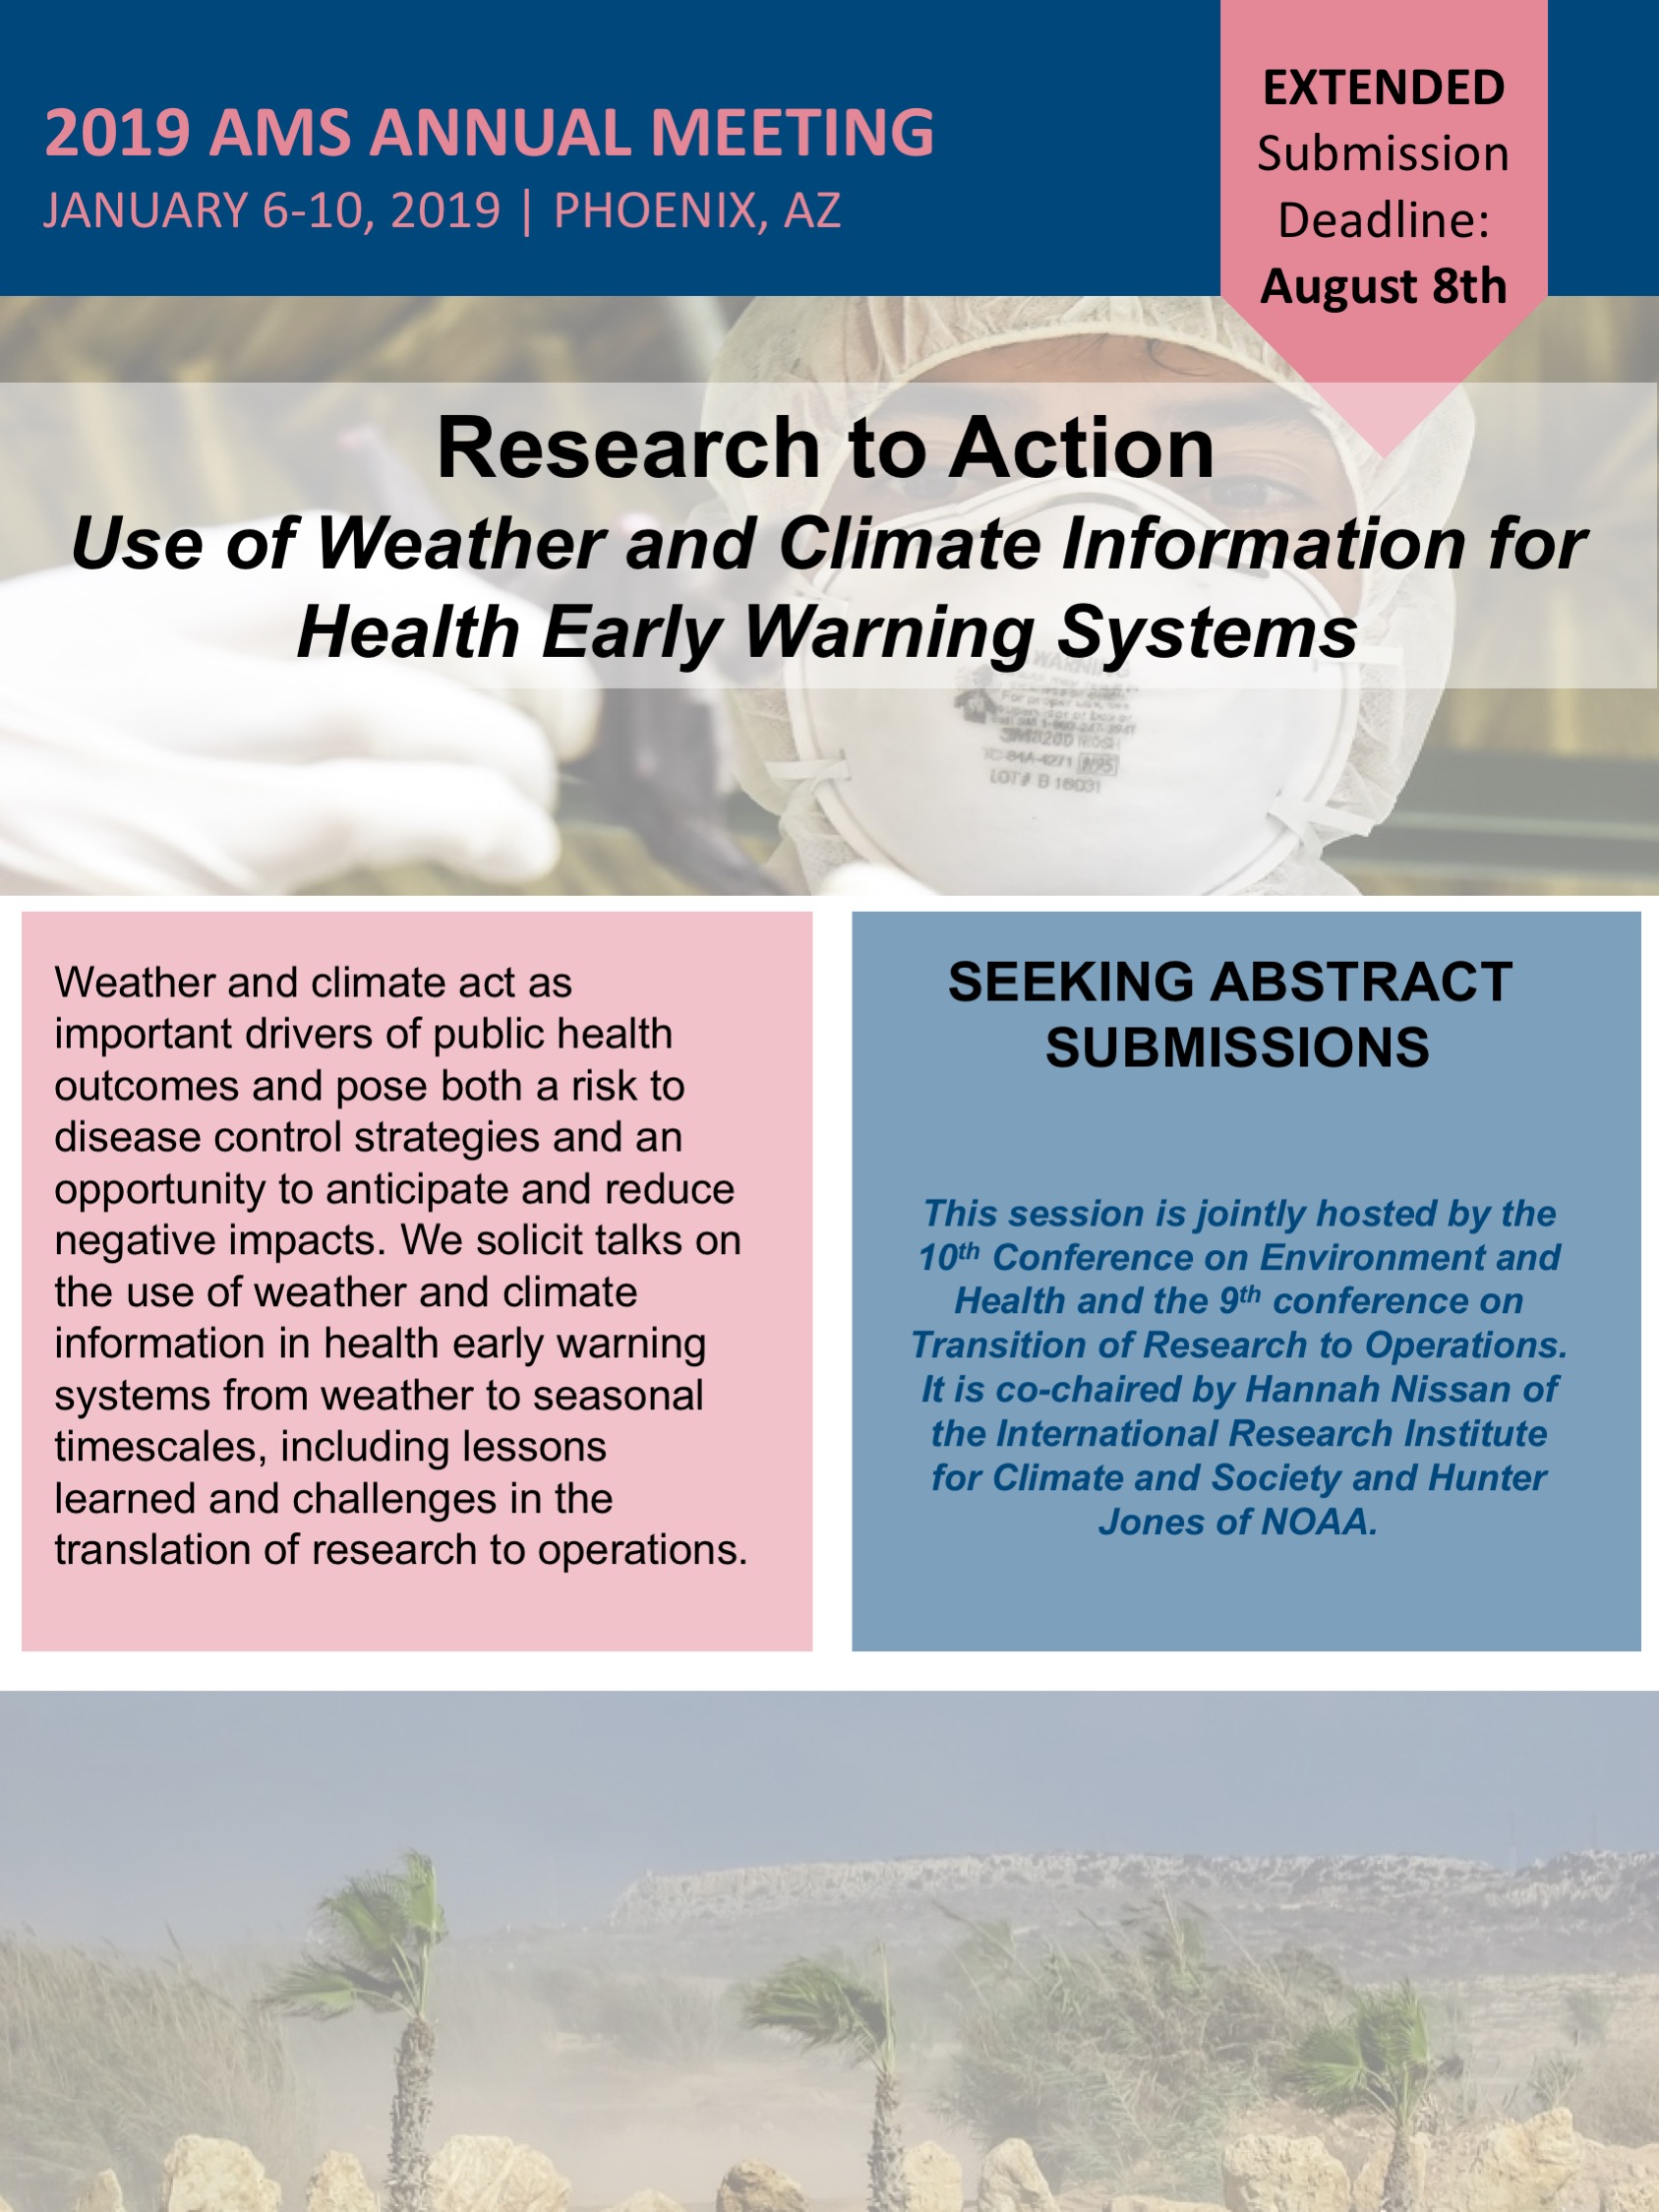 2019 AMS ANNUAL MEETING
JANUARY 6-10, 2019 | PHOENIX, AZ
EXTENDED
Submission
Deadline:
August 8th
Research to Action
Use of Weather and Climate Information for
Health Early Warning Systems
WARNING
LOT# B16031
Weather and climate act as
important drivers of public health
outcomes and pose both a risk to
disease control strategies and an
opportunity to anticipate and reduce
negative impacts. We solicit talks on
the use of weather and climate
information in health early warning
systems from weather to seasonal
timescales, including lessons
learned and challenges in the
translation of research to operations.
SEEKING ABSTRACT
SUBMISSIONS
This session is jointly hosted by the
10th Conference on Environment and
Health and the 9th conference on
Transition of Research to Operations.
It is co-chaired by Hannah Nissan of
the International Research Institute
for Climate and Society and Hunter
Jones of NOAA.